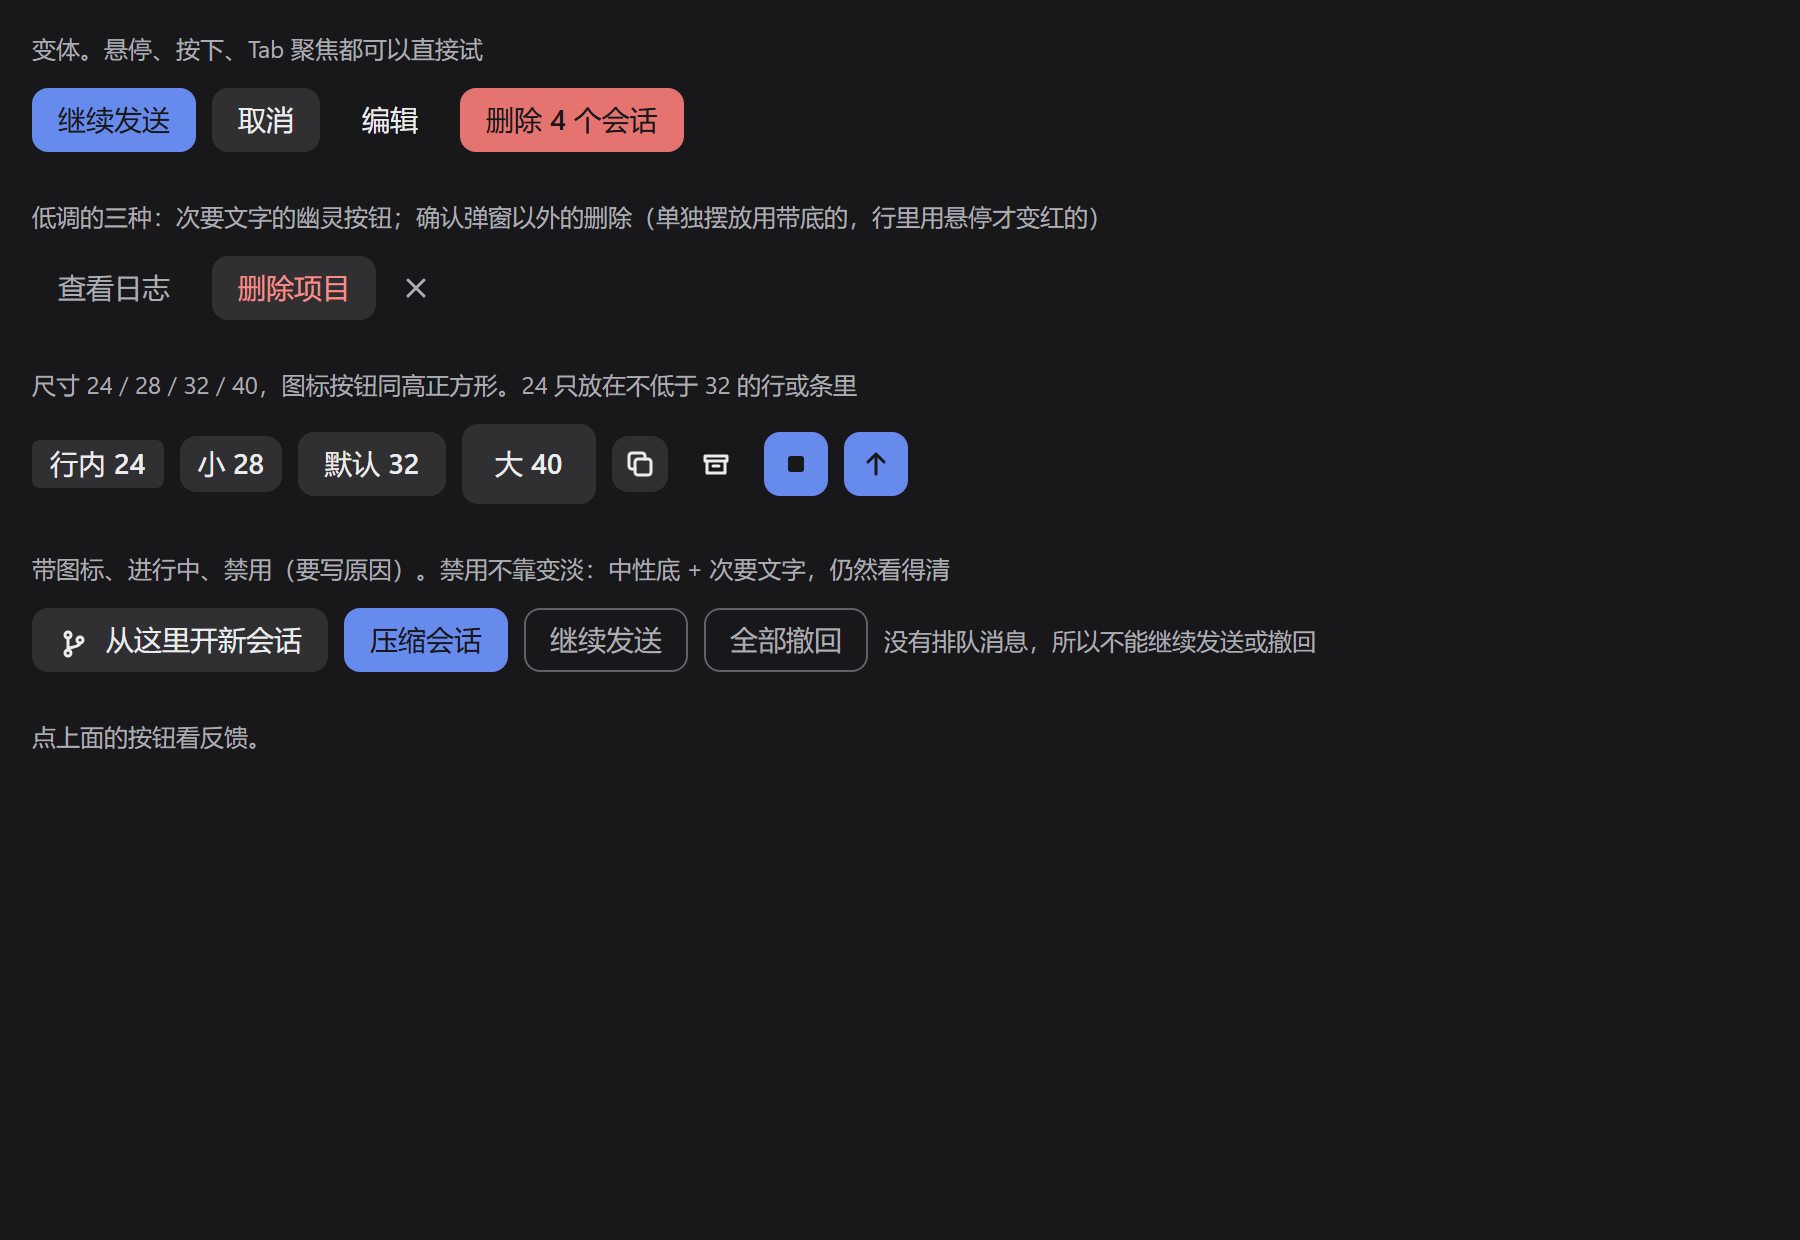 变体。悬停、按下、Tab 聚焦都可以直接试
继续发送 取消 编辑 删除 4 个会话
低调的三种：次要文字的幽灵按钮；确认弹窗以外的删除（单独摆放用带底的，行里用悬停才变红的）
查看日志 删除项目
尺寸 24 / 28 / 32 / 40，图标按钮同高正方形。24 只放在不低于 32 的行或条里
行内 24 小 28 默认 32 大 40
带图标、进行中、禁用（要写原因）。禁用不靠变淡：中性底 + 次要文字，仍然看得清
从这里开新会话 压缩会话 继续发送 全部撤回 没有排队消息，所以不能继续发送或撤回
点上面的按钮看反馈。